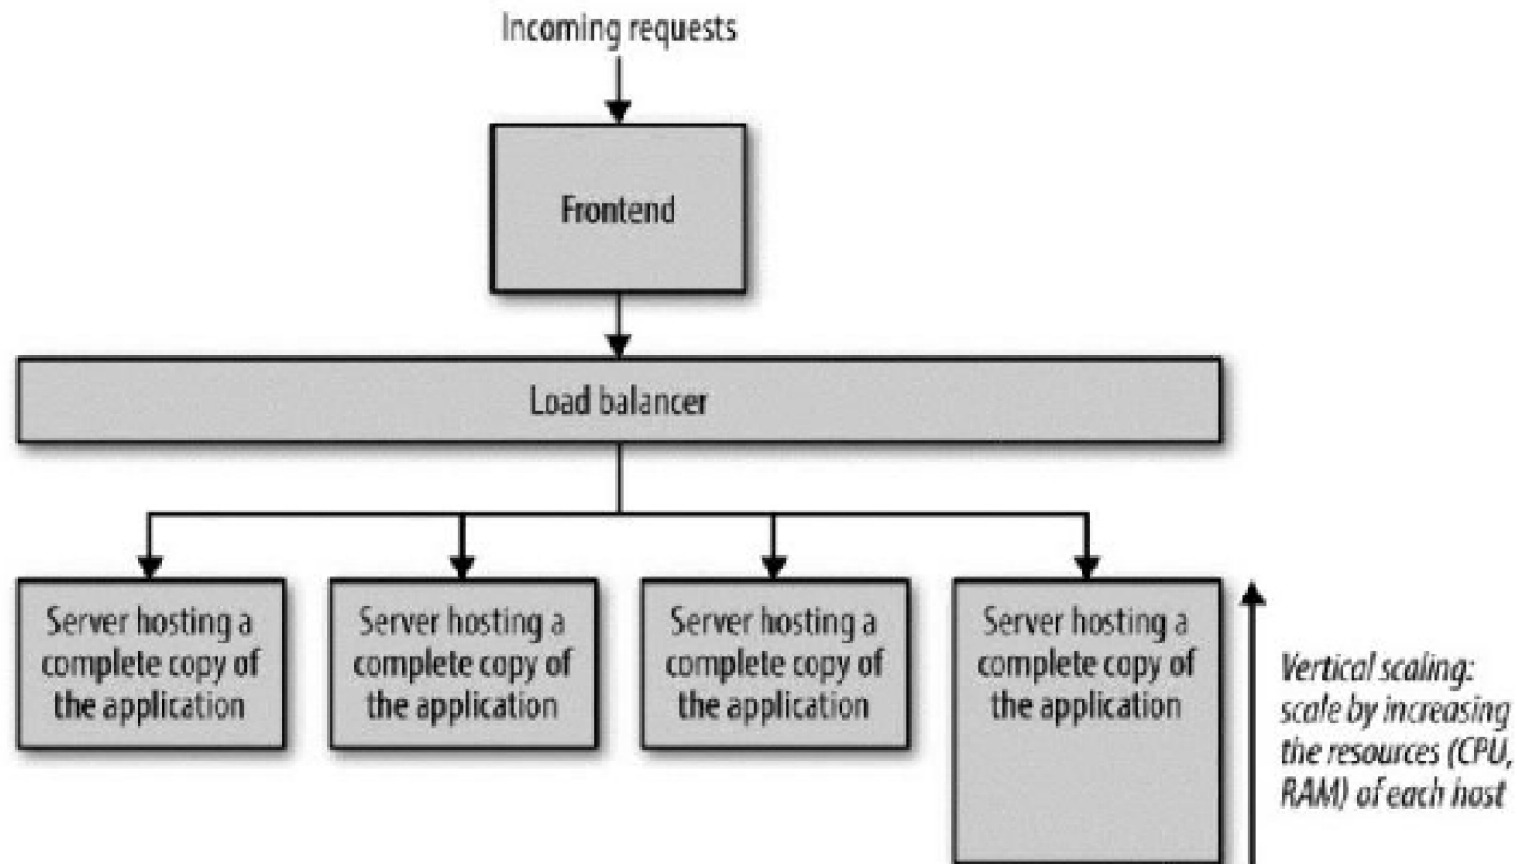 Incoming requests
Frontend
Load balancer
Server hosting a
complete copy of
the application
Server hosting a
complete copy of
the application
Server hosting a
complete copy of
the application
Server hosting a
complete copy of
the application
Vertical scaling:
scale by increasing
the resources (CPU,
RAM) of each host